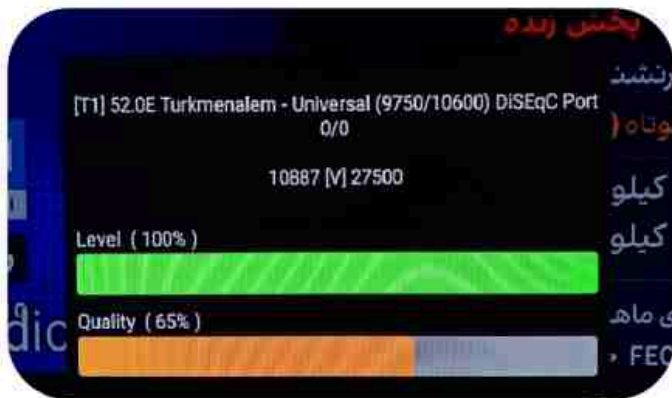 پخش زنده
[T1] 52.0E Turkmenalem - Universal (9750/10600) DiSEqC Port
0/0
10887 [V] 27500
کیلو
کیلو
Level ( 100% )
Quality ( 65% )
FEC